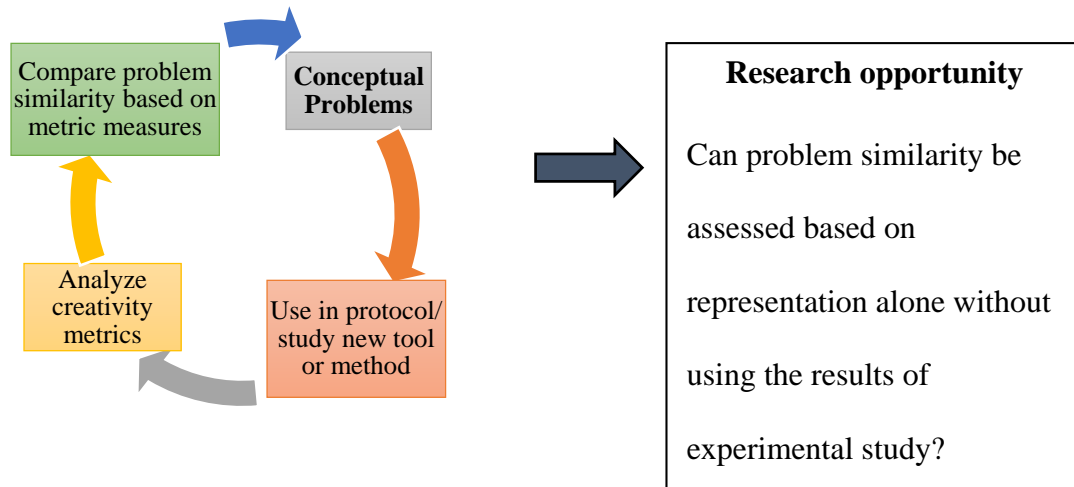 Compare problem
similarity based on
metric measures
Conceptual
Problems
Use in protocol/
study new tool
or method
Analyze
creativity
metrics
Research opportunity
Can problem similarity be
assessed based on
representation alone without
using the results of
experimental study?